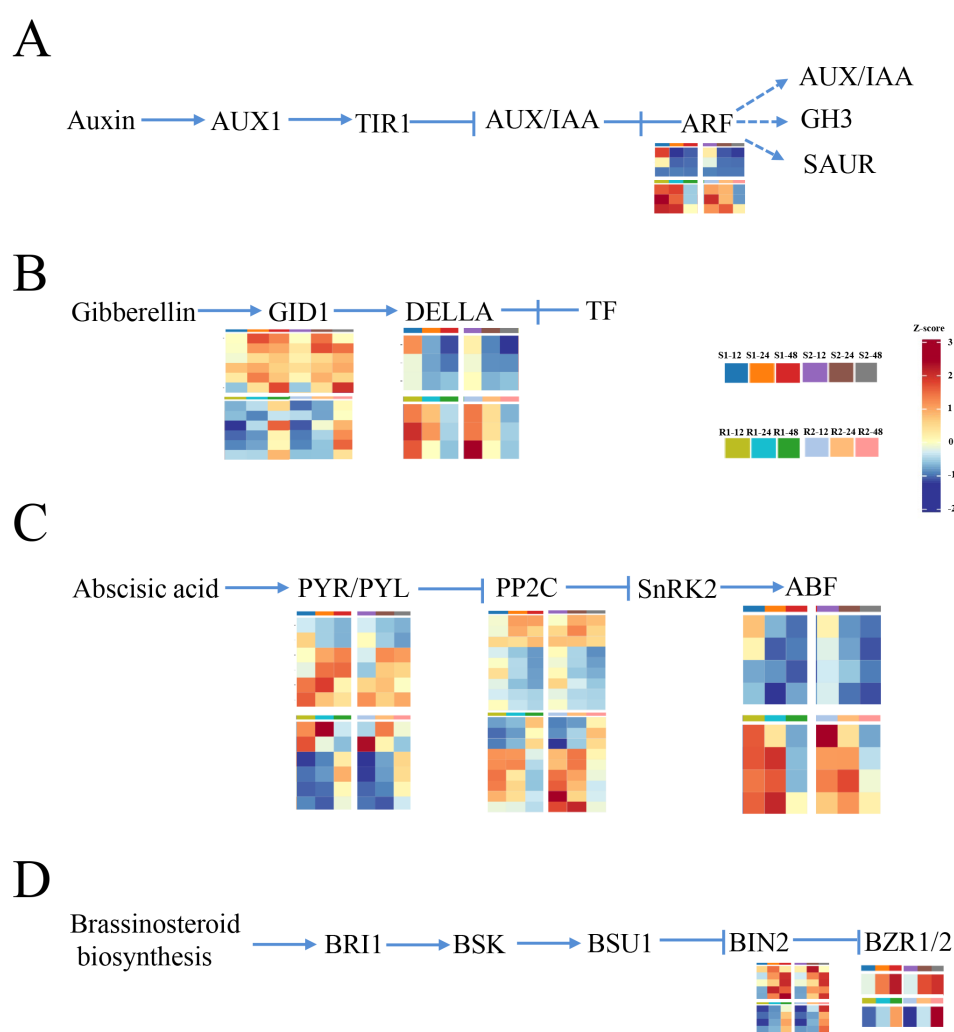 A
Auxin AUX1 TIR1 AUX/IAA ARF AUX/IAA
GH3
SAUR
B
Gibberellin GID1 DELLA TF
Z-score
3
2
1
0
-1
-2
S1-12 S1-24 S1-48 S2-12 S2-24 S2-48
R1-12 R1-24 R1-48 R2-12 R2-24 R2-48
C
Abscisic acid PYR/PYL PP2C SnRK2 ABF
D
Brassinosteroid
biosynthesis
BRI1 BSK BSU1 BIN2 BZR1/2